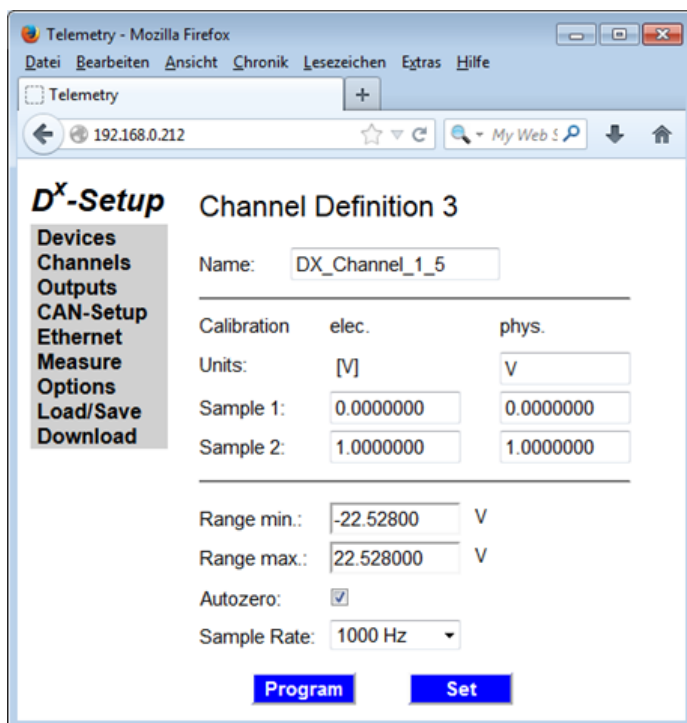 Telemetry - Mozilla Firefox
Datei Bearbeiten Ansicht Chronik Lesezeichen Extras Hilfe
Telemetry
192.168.0.212 My Web S
Dx-Setup
Devices
Channels
Outputs
CAN-Setup
Ethernet
Measure
Options
Load/Save
Download
Channel Definition 3
Name: DX_Channel_1_5
Calibration elec. phys.
Units: [V] V
Sample 1: 0.0000000 0.0000000
Sample 2: 1.0000000 1.0000000
Range min.: -22.52800 V
Range max.: 22.528000 V
Autozero:
Sample Rate: 1000 Hz
Program Set